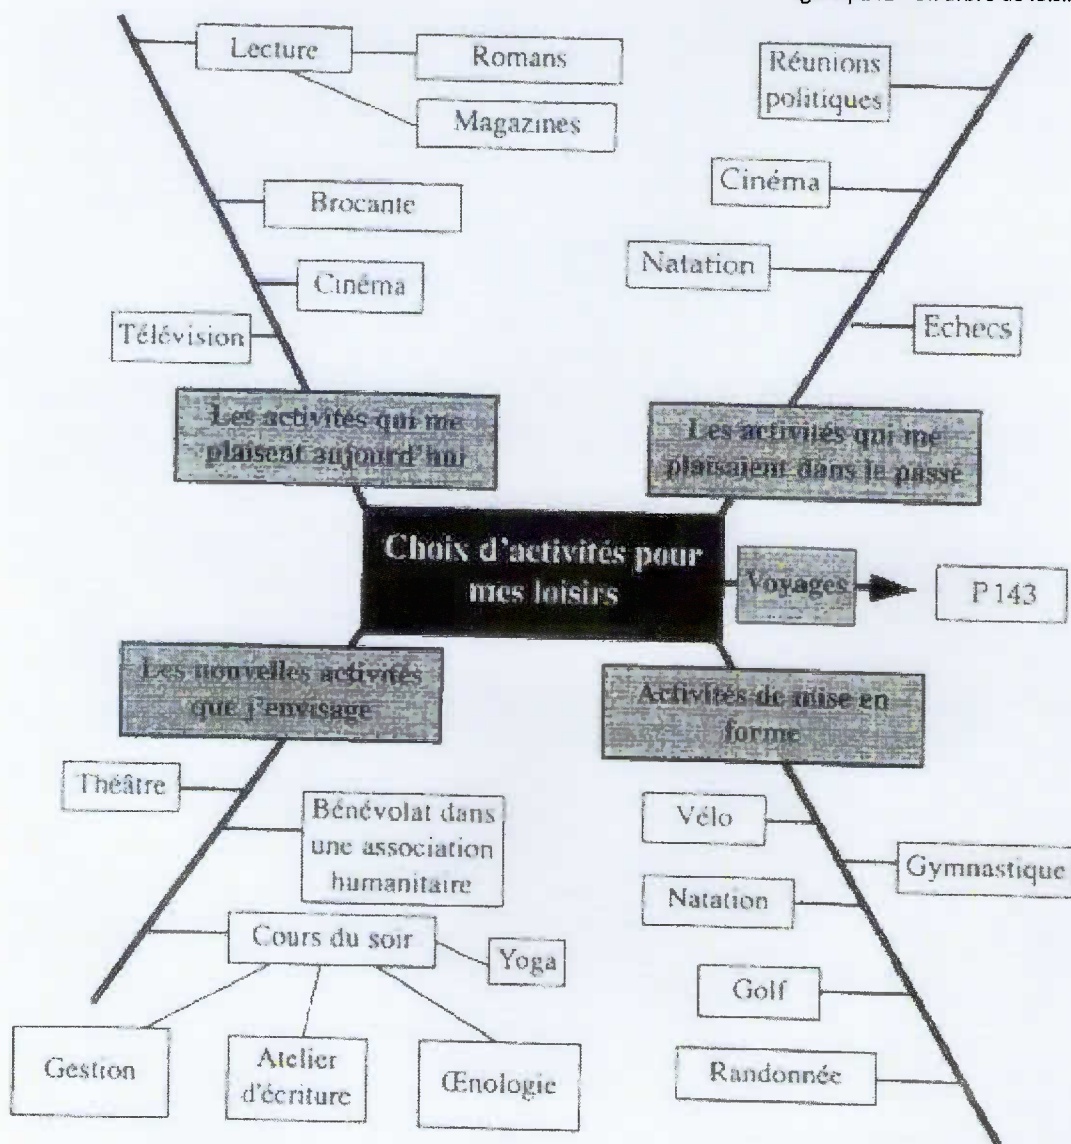 Lecture
Romans
Magazines
Brocante
Cinéma
Télévision
Les activités qui me
plaisent aujourd'hui
Réunions
politiques
Cinéma
Natation
Echecs
Les activités qui me
plaisaient dans le passé
Choix d'activités pour
mes loisirs
Voyages
P 143
Les nouvelles activités
que j'envisage
Théâtre
Bénévolat dans
une association
humanitaire
Cours du soir
Yoga
Gestion
Atelier
d'écriture
Œnologie
Activités de mise en
forme
Vélo
Gymnastique
Natation
Golf
Randonnée